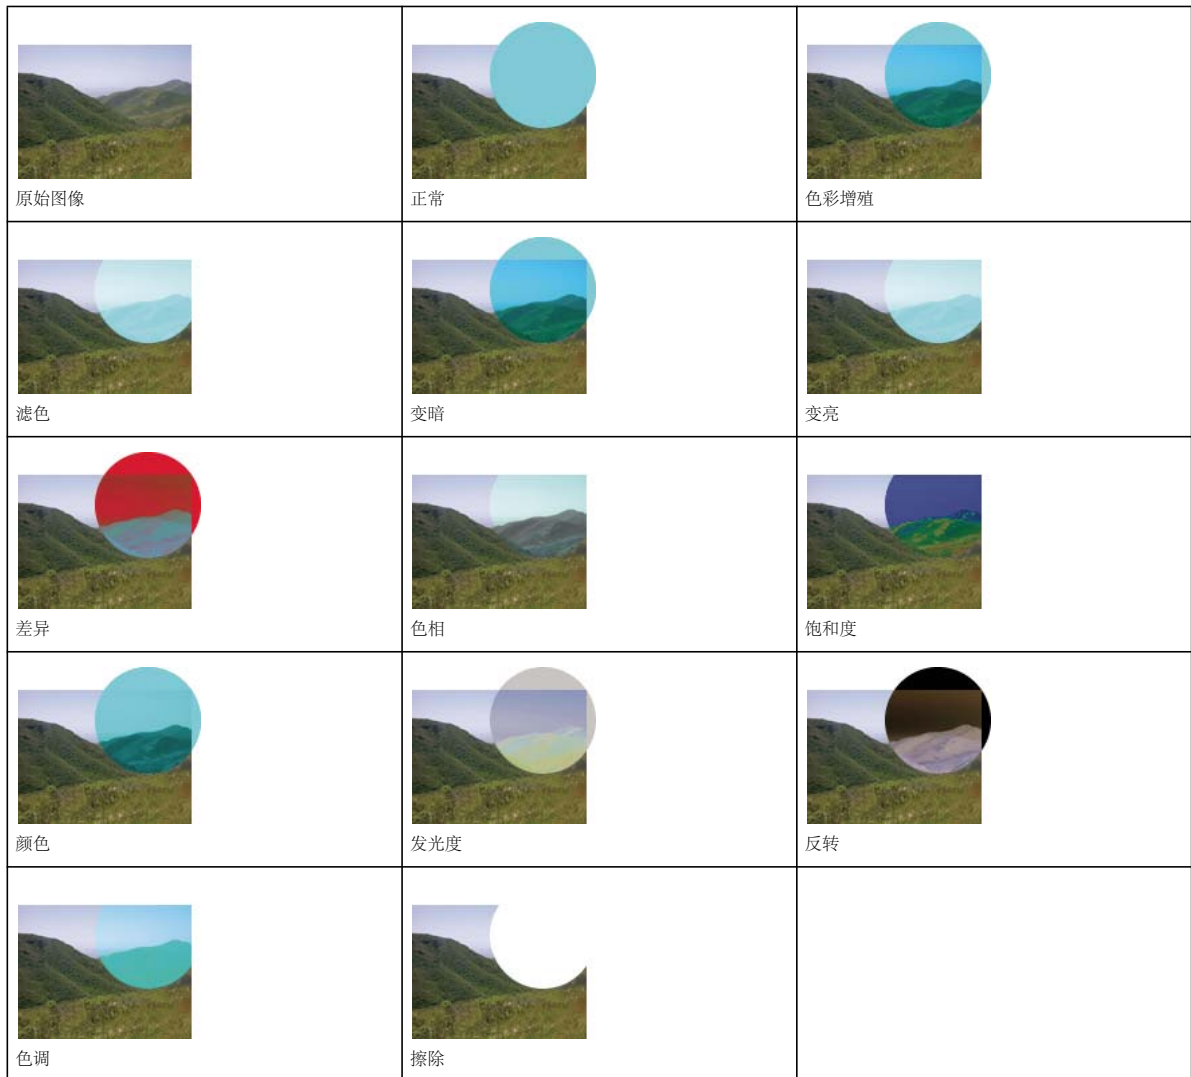 原始图像
正常
色彩增殖
滤色
变暗
变亮
差异
色相
饱和度
颜色
发光度
反转
色调
擦除